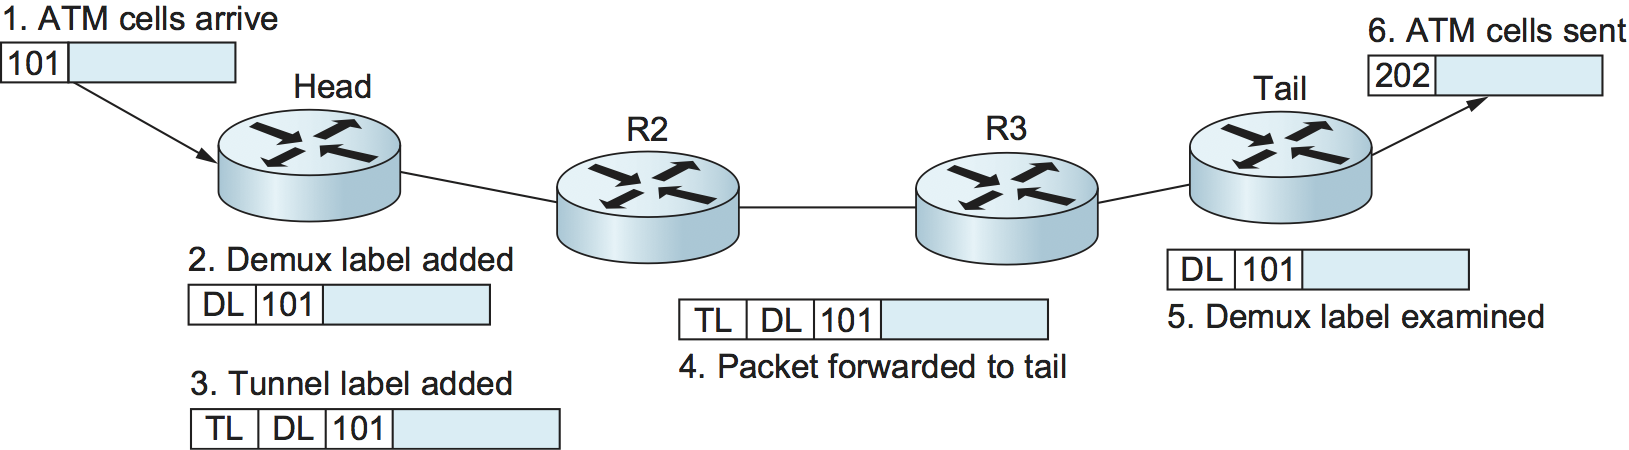 1. ATM cells arrive
101
Head
R2
R3
Tail
6. ATM cells sent
202
2. Demux label added
DL 101
3. Tunnel label added
TL DL 101
TL DL 101
4. Packet forwarded to tail
DL 101
5. Demux label examined